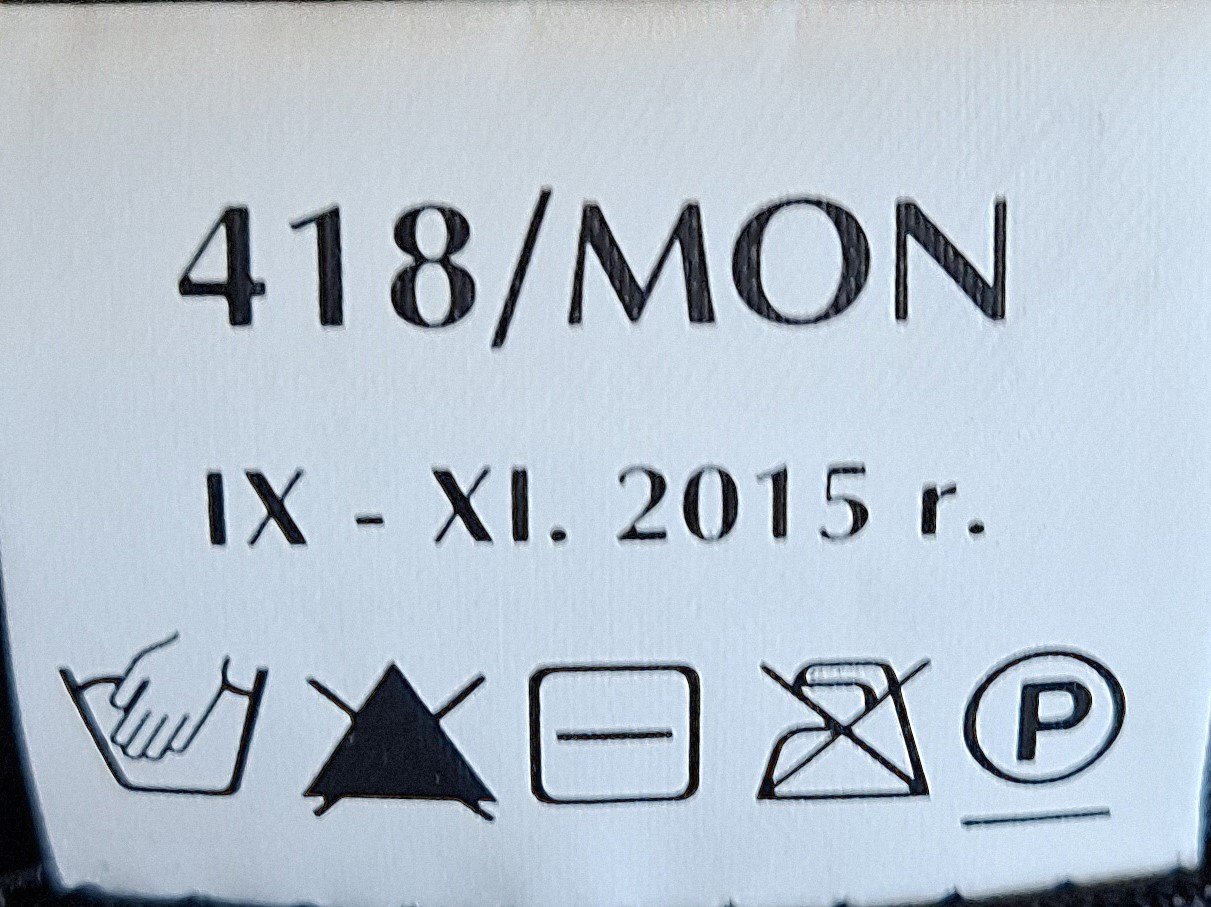 418/MON
IX - XI. 2015 r.
P